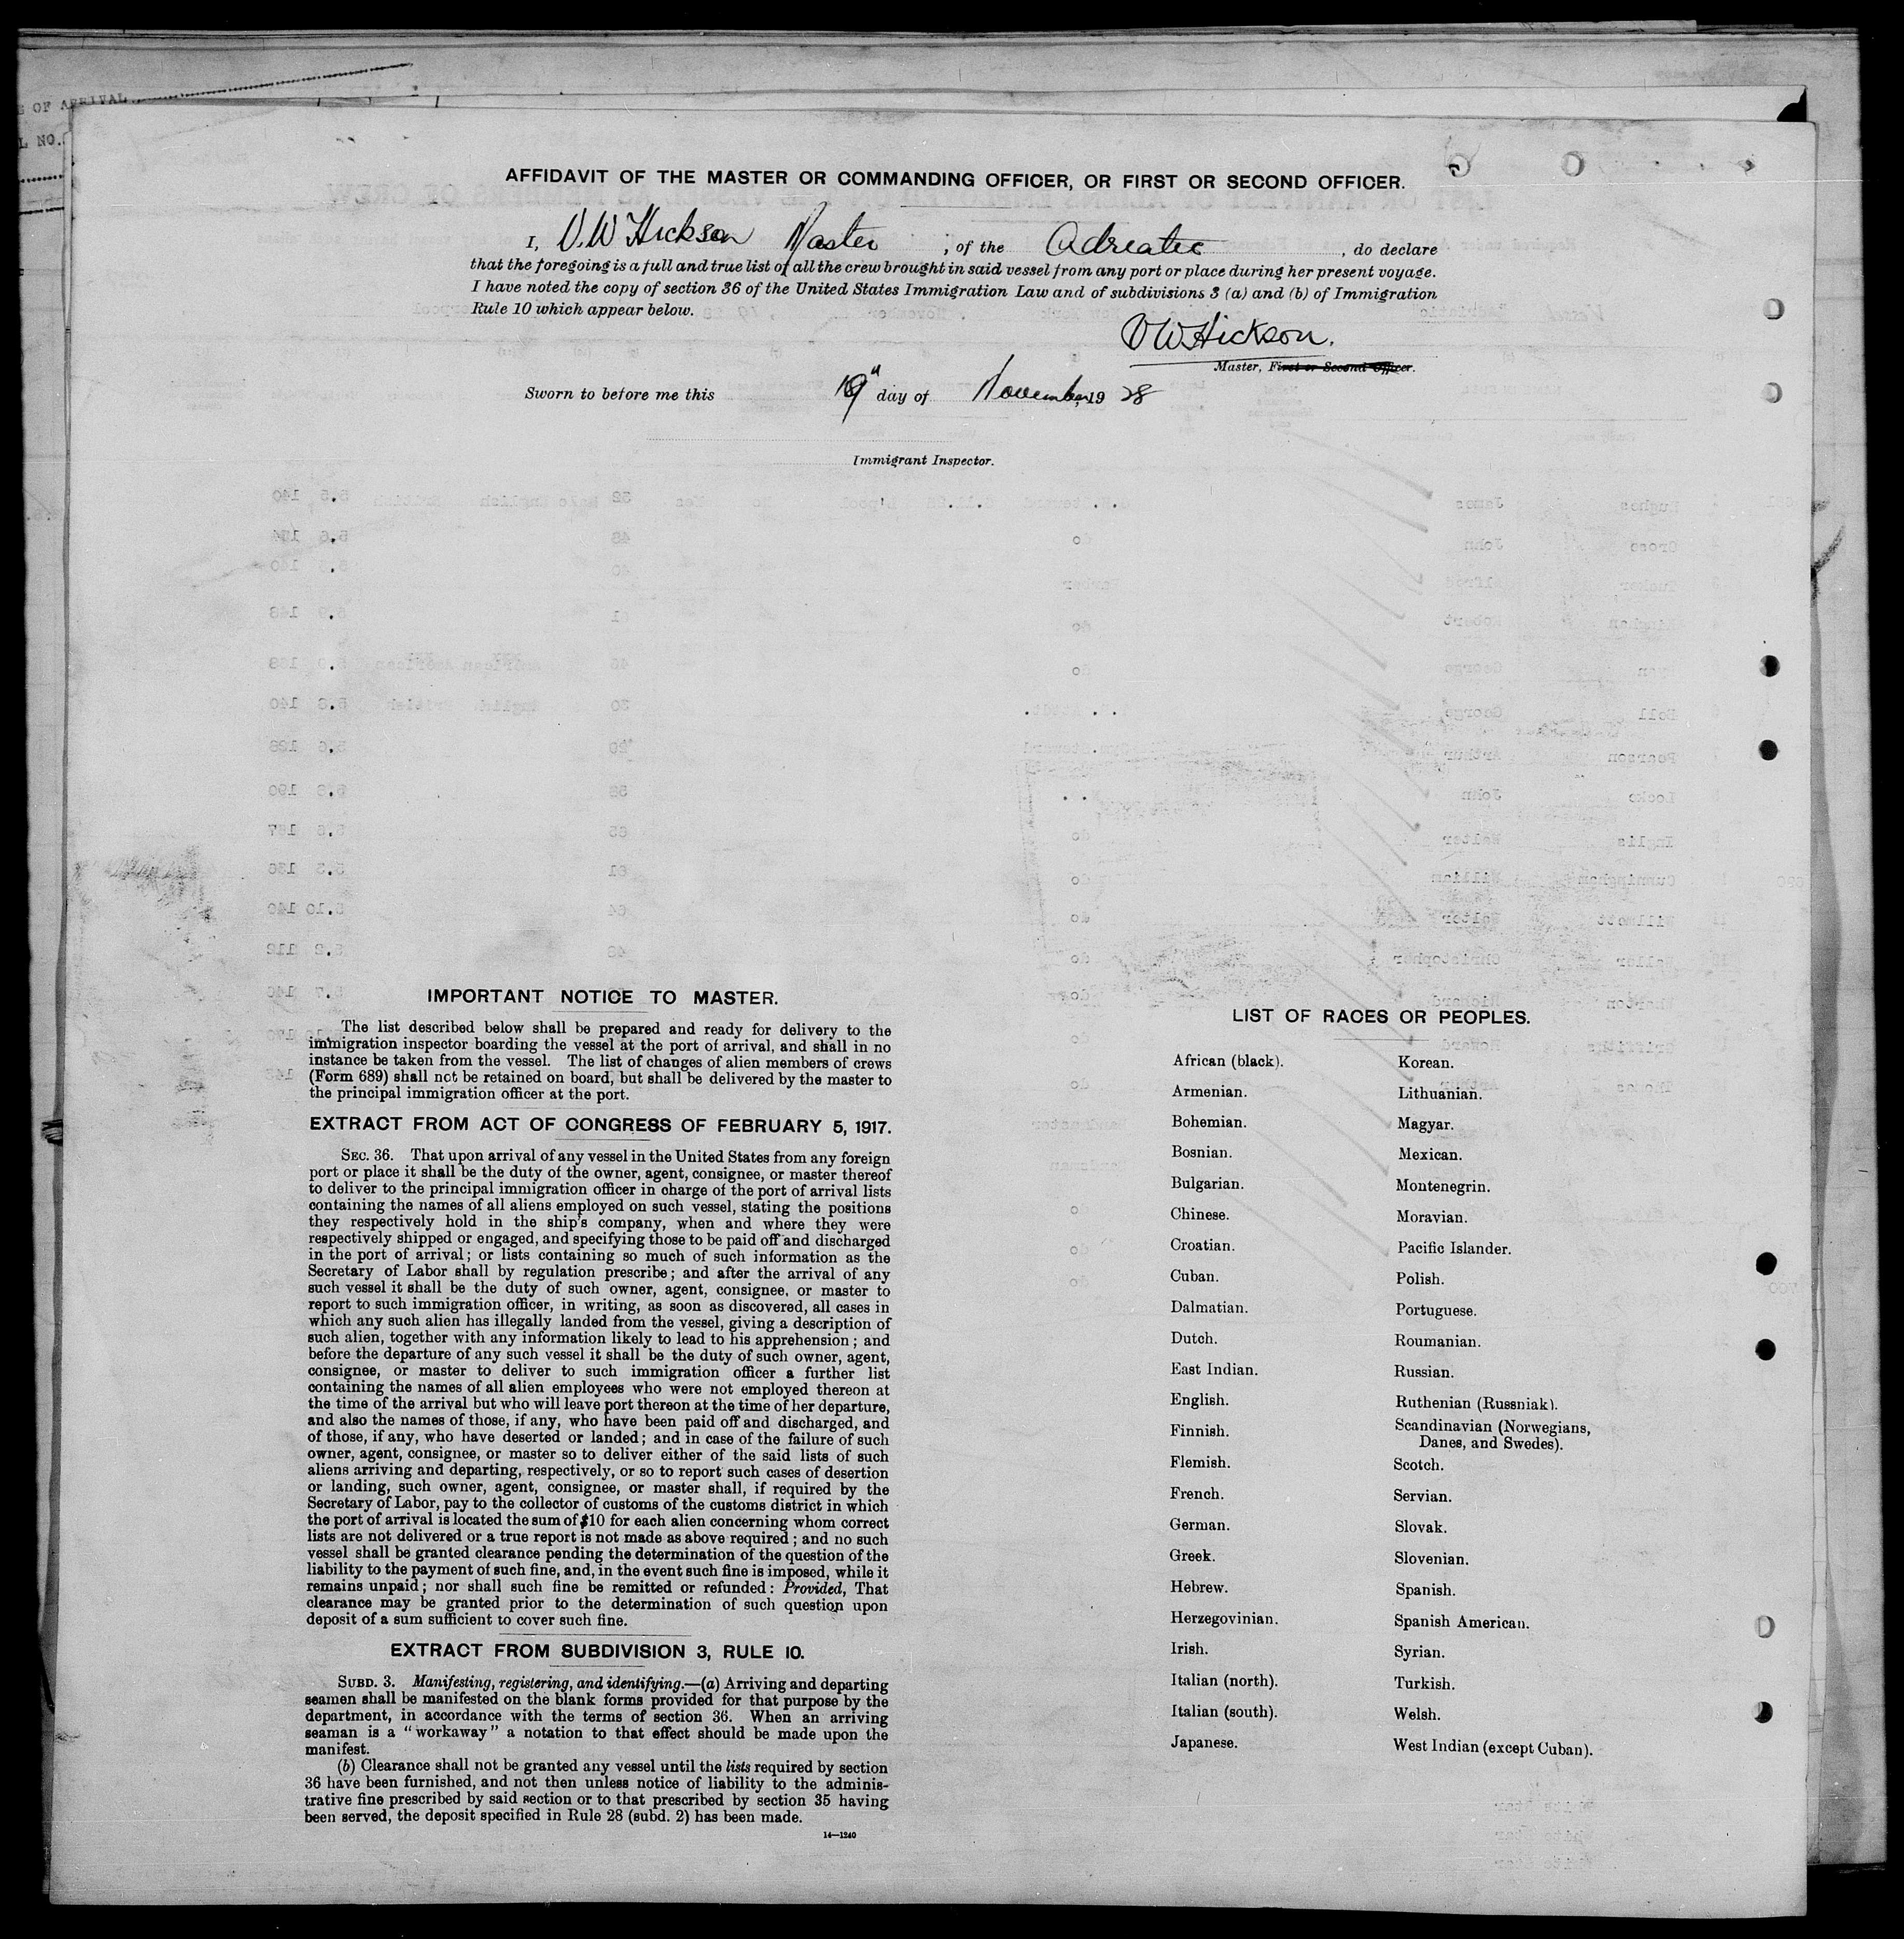 AFFIDAVIT OF THE MASTER OR COMMANDING OFFICER, OR FIRST OR SECOND OFFICER.
I, V.W Hickson Master, of the Adreatic, do declare
that the foregoing is a full and true list of all the crew brought in said vessel from any port or place during her present voyage.
I have noted the copy of section 36 of the United States Immigration Law and of subdivisions 3 (a) and (b) of Immigration
Rule 10 which appear below.
VW Hickson.
Master, First or Second Officer.
Sworn to before me this 19th day of November, 1928
Immigrant Inspector.
IMPORTANT NOTICE TO MASTER.
The list described below shall be prepared and ready for delivery to the
immigration inspector boarding the vessel at the port of arrival, and shall in no
instance be taken from the vessel. The list of changes of alien members of crews
(Form 689) shall not be retained on board, but shall be delivered by the master to
the principal immigration officer at the port.
EXTRACT FROM ACT OF CONGRESS OF FEBRUARY 5, 1917.
SEC. 36. That upon arrival of any vessel in the United States from any foreign
port or place it shall be the duty of the owner, agent, consignee, or master thereof
to deliver to the principal immigration officer in charge of the port of arrival lists
containing the names of all aliens employed on such vessel, stating the positions
they respectively hold in the ship's company, when and where they were
respectively shipped or engaged, and specifying those to be paid off and discharged
in the port of arrival; or lists containing so much of such information as the
Secretary of Labor shall by regulation prescribe; and after the arrival of any
such vessel it shall be the duty of such owner, agent, consignee, or master to
report to such immigration officer, in writing, as soon as discovered, all cases in
which any such alien has illegally landed from the vessel, giving a description of
such alien, together with any information likely to lead to his apprehension; and
before the departure of any such vessel it shall be the duty of such owner, agent,
consignee, or master to deliver to such immigration officer a further list
containing the names of all alien employees who were not employed thereon at
the time of the arrival but who will leave port thereon at the time of her departure,
and also the names of those, if any, who have been paid off and discharged, and
of those, if any, who have deserted or landed; and in case of the failure of such
owner, agent, consignee, or master so to deliver either of the said lists of such
aliens arriving and departing, respectively, or so to report such cases of desertion
or landing, such owner, agent, consignee, or master shall, if required by the
Secretary of Labor, pay to the collector of customs of the customs district in which
the port of arrival is located the sum of $10 for each alien concerning whom correct
lists are not delivered or a true report is not made as above required; and no such
vessel shall be granted clearance pending the determination of the question of the
liability to the payment of such fine, and, in the event such fine is imposed, while it
remains unpaid; nor shall such fine be remitted or refunded: Provided, That
clearance may be granted prior to the determination of such question upon
deposit of a sum sufficient to cover such fine.
EXTRACT FROM SUBDIVISION 3, RULE 10.
SUBD. 3. Manifesting, registering, and identifying.—(a) Arriving and departing
seamen shall be manifested on the blank forms provided for that purpose by the
department, in accordance with the terms of section 36. When an arriving
seaman is a "workaway" a notation to that effect should be made upon the
manifest.
(b) Clearance shall not be granted any vessel until the lists required by section
36 have been furnished, and not then unless notice of liability to the adminis-
trative fine prescribed by said section or to that prescribed by section 35 having
been served, the deposit specified in Rule 28 (subd. 2) has been made.
14—1240
LIST OF RACES OR PEOPLES.
African (black).
Armenian.
Bohemian.
Bosnian.
Bulgarian.
Chinese.
Croatian.
Cuban.
Dalmatian.
Dutch.
East Indian.
English.
Finnish.
Flemish.
French.
German.
Greek.
Hebrew.
Herzegovinian.
Irish.
Italian (north).
Italian (south).
Japanese.
Korean.
Lithuanian.
Magyar.
Mexican.
Montenegrin.
Moravian.
Pacific Islander.
Polish.
Portuguese.
Roumanian.
Russian.
Ruthenian (Russniak).
Scandinavian (Norwegians,
Danes, and Swedes).
Scotch.
Servian.
Slovak.
Slovenian.
Spanish.
Spanish American.
Syrian.
Turkish.
Welsh.
West Indian (except Cuban).